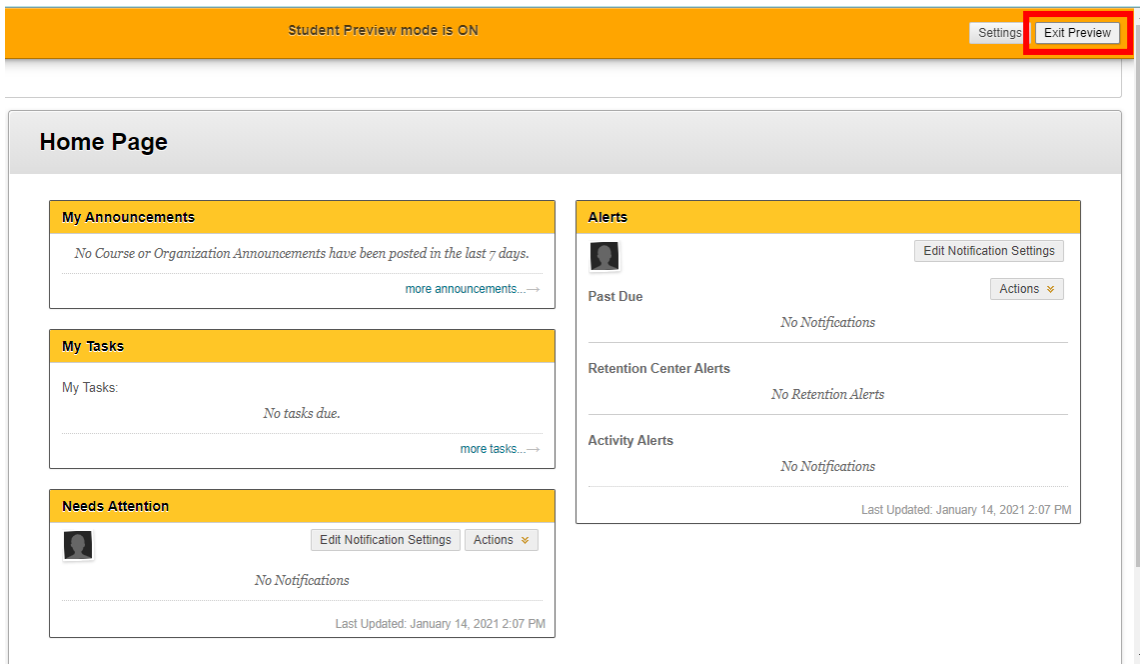 Student Preview mode is ON
Settings
Exit Preview
Home Page
My Announcements
No Course or Organization Announcements have been posted in the last 7 days.
more announcements...→
My Tasks
My Tasks:
No tasks due.
more tasks...→
Needs Attention
Edit Notification Settings
Actions
No Notifications
Last Updated: January 14, 2021 2:07 PM
Alerts
Edit Notification Settings
Actions
Past Due
No Notifications
Retention Center Alerts
No Retention Alerts
Activity Alerts
No Notifications
Last Updated: January 14, 2021 2:07 PM